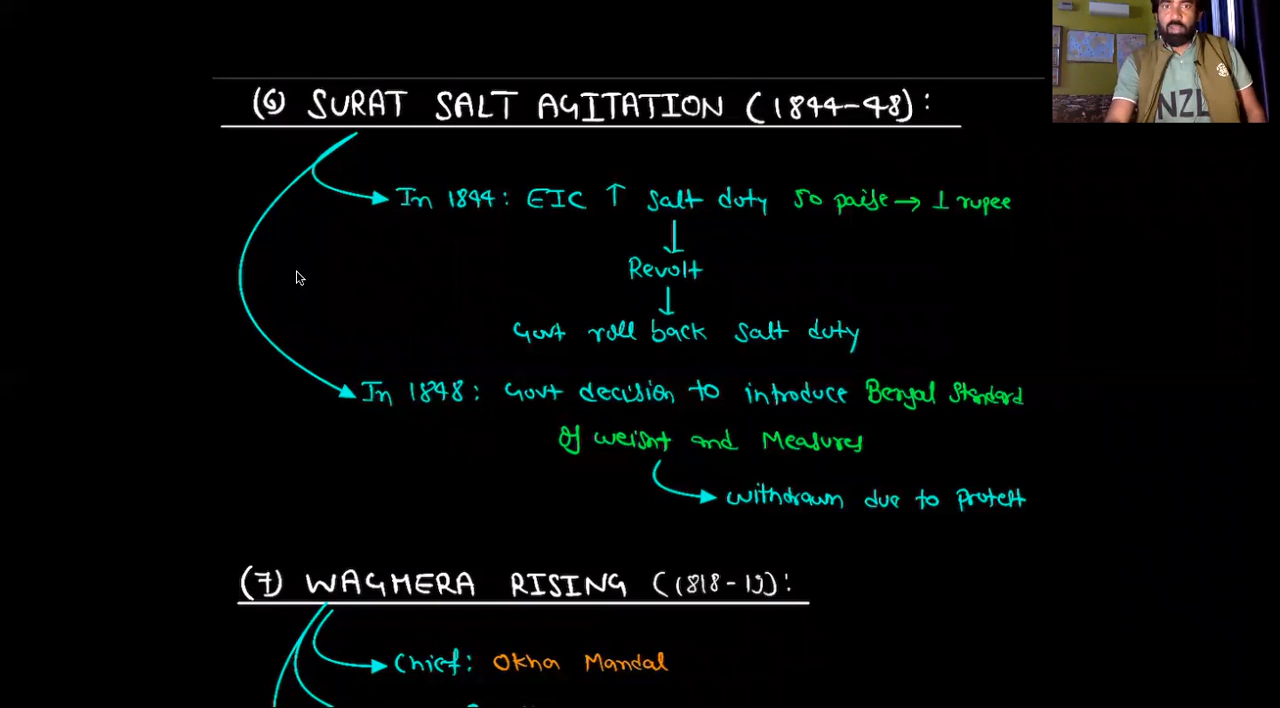 (6) SURAT SALT AGITATION (1844-48):
In 1844: EIC ↑ Salt duty 50 paise → 1 rupee
Revolt
Govt roll back Salt duty
In 1848: Govt decision to introduce Bengal Standard
Of weight and Measures
withdrawn due to protest
(7) WAGHERA RISING (1818-19):
Chief: Okha Mandal
NZL